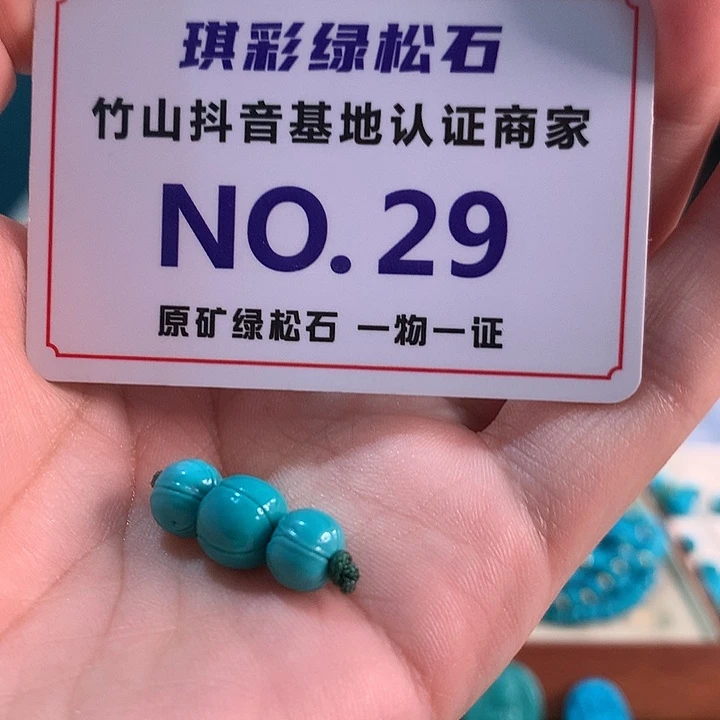 琪彩绿松石
竹山抖音基地认证商家
NO. 29
原矿绿松石 一物一证